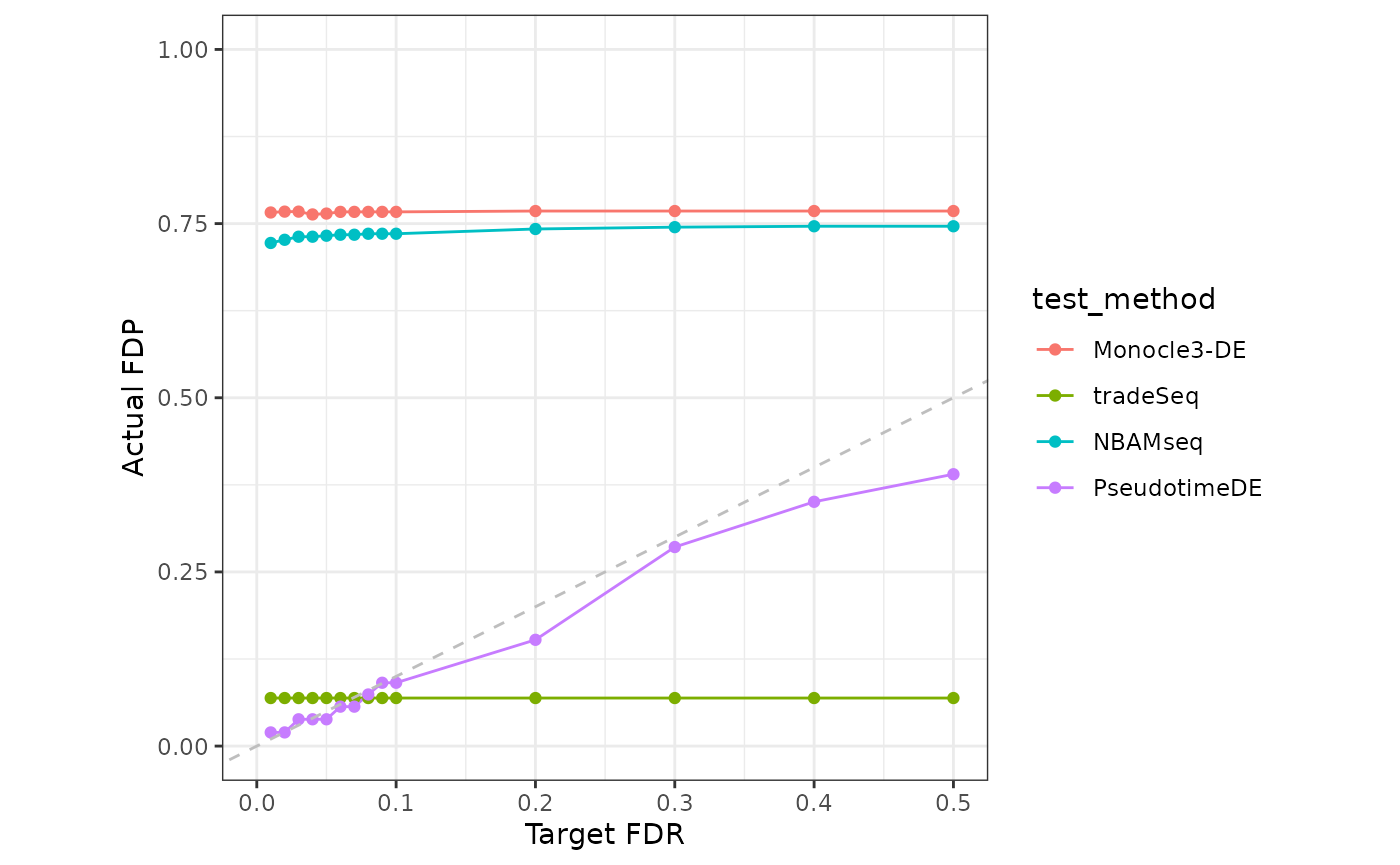 1.00
0.75
0.50
0.25
0.00
Actual FDP
0.0 0.1 0.2 0.3 0.4 0.5
Target FDR
test_method
Monocle3-DE
tradeSeq
NBAMseq
PseudotimeDE